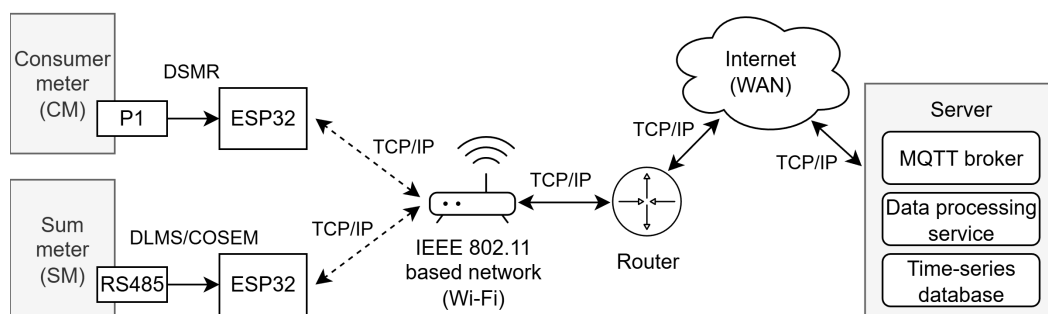 Consumer
meter
(CM)
P1
DSMR
ESP32
TCP/IP
Sum
meter
(SM)
RS485
DLMS/COSEM
ESP32
TCP/IP
IEEE 802.11
based network
(Wi-Fi)
TCP/IP
Router
TCP/IP
Internet
(WAN)
TCP/IP
Server
MQTT broker
Data processing
service
Time-series
database